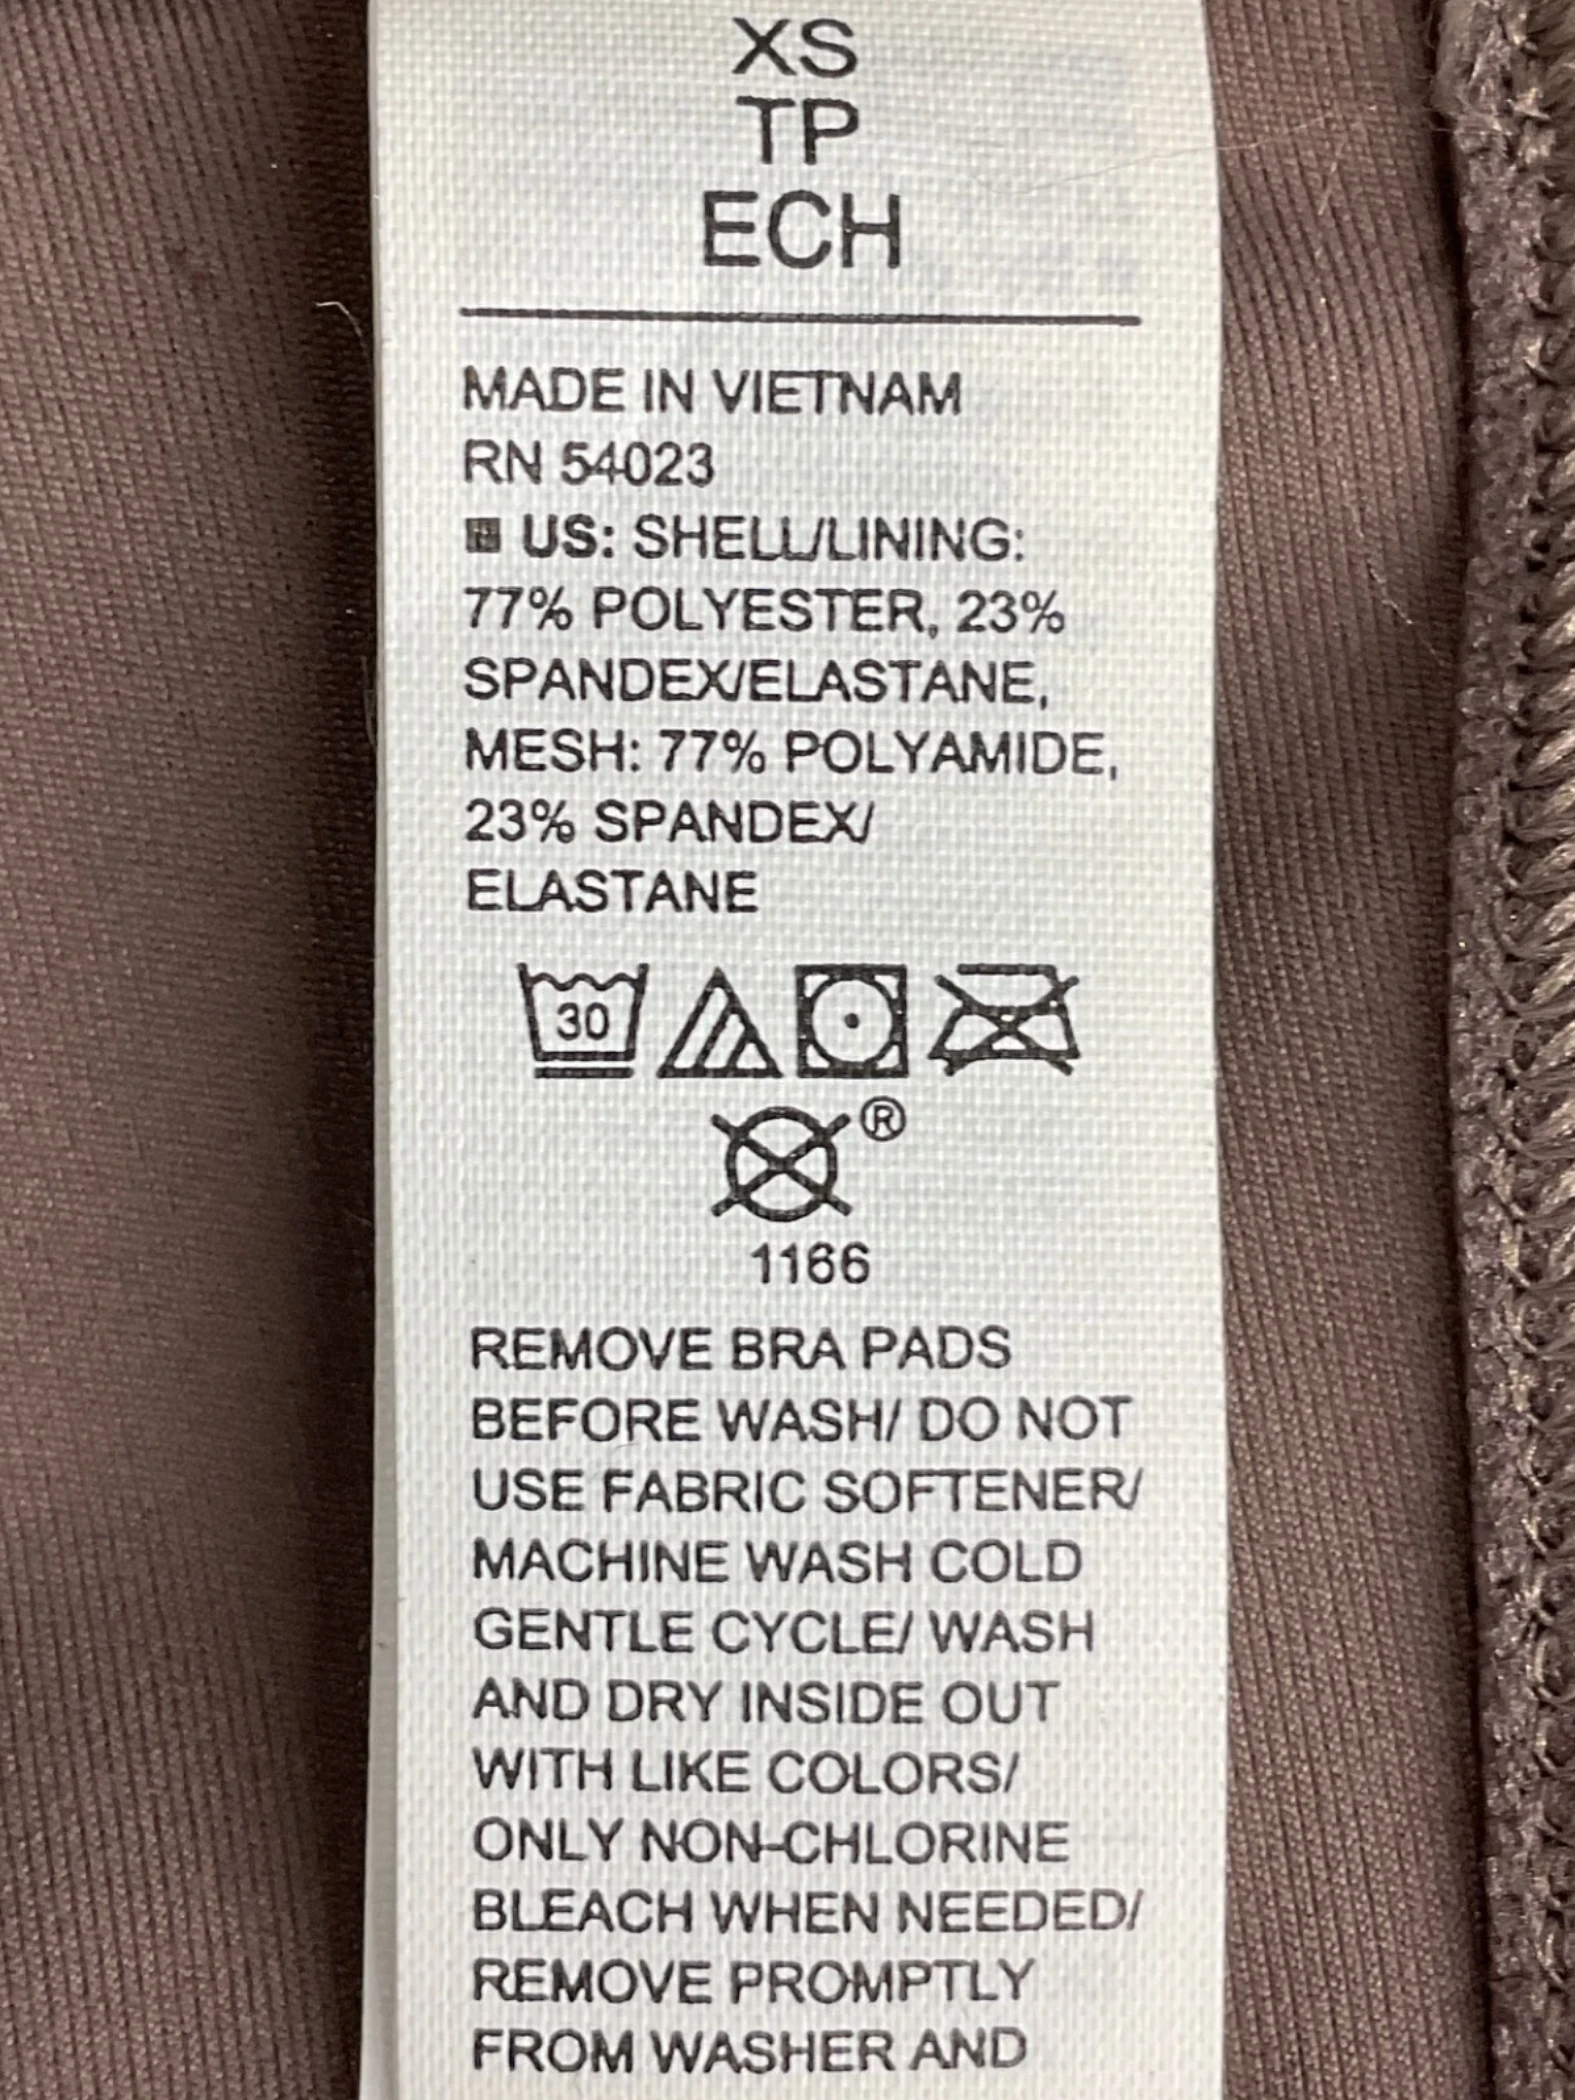 XS
TP
ECH
MADE IN VIETNAM
RN 54023
US: SHELL/LINING:
77% POLYESTER, 23%
SPANDEX/ELASTANE,
MESH: 77% POLYAMIDE,
23% SPANDEX/
ELASTANE
30
®
1166
REMOVE BRA PADS
BEFORE WASH/ DO NOT
USE FABRIC SOFTENER/
MACHINE WASH COLD
GENTLE CYCLE/ WASH
AND DRY INSIDE OUT
WITH LIKE COLORS/
ONLY NON-CHLORINE
BLEACH WHEN NEEDED/
REMOVE PROMPTLY
FROM WASHER AND